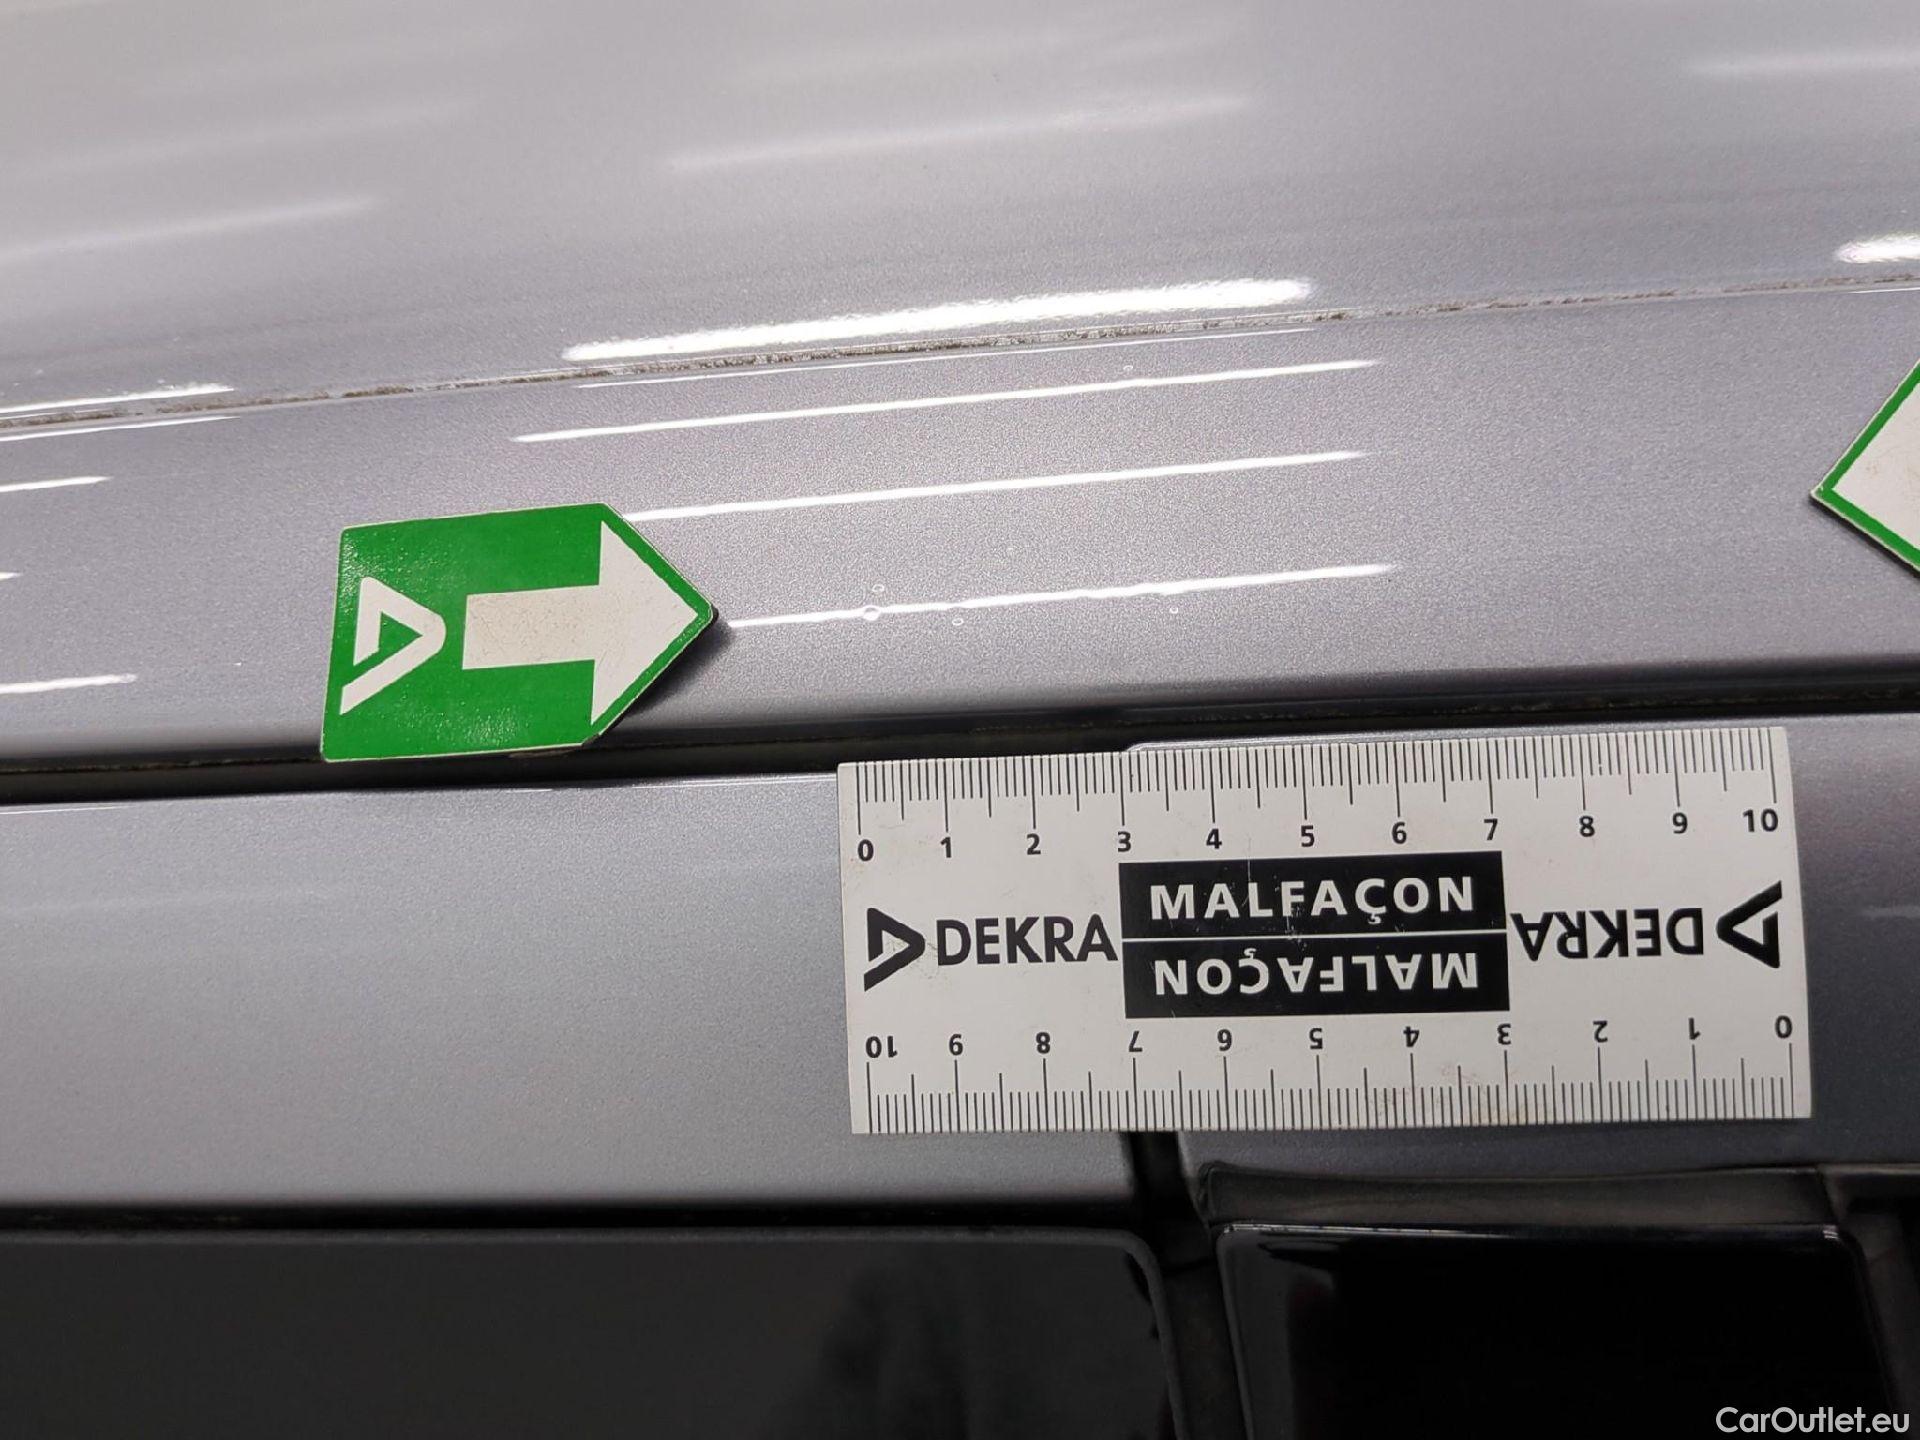 0 1 2 3 4 5 6 7 8 9 10
DEKRA MALFAÇON DEKRA
MALFAÇON
10 9 8 7 6 5 4 3 2 1 0
CarOutlet.eu